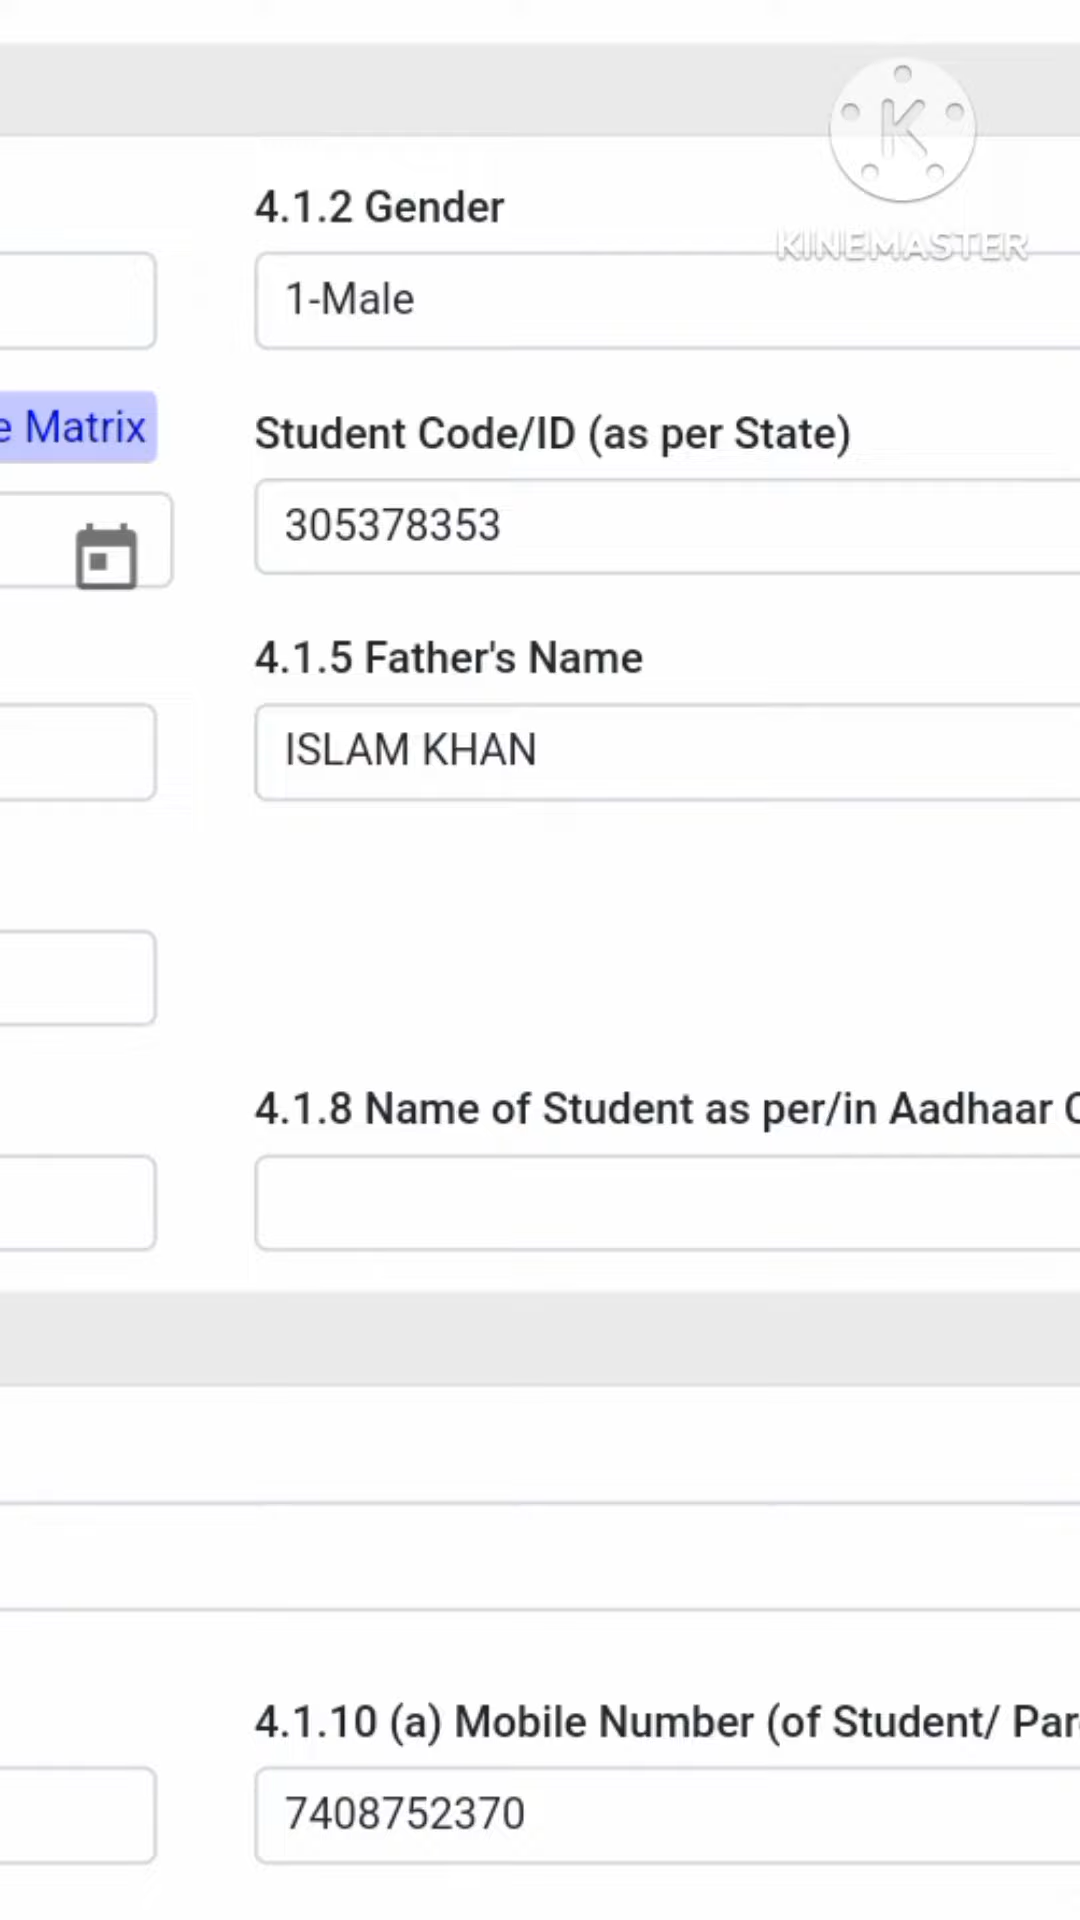 K
KINEMASTER
4.1.2 Gender
1-Male
e Matrix
Student Code/ID (as per State)
305378353
4.1.5 Father's Name
ISLAM KHAN
4.1.8 Name of Student as per/in Aadhaar
4.1.10 (a) Mobile Number (of Student/ Par
7408752370